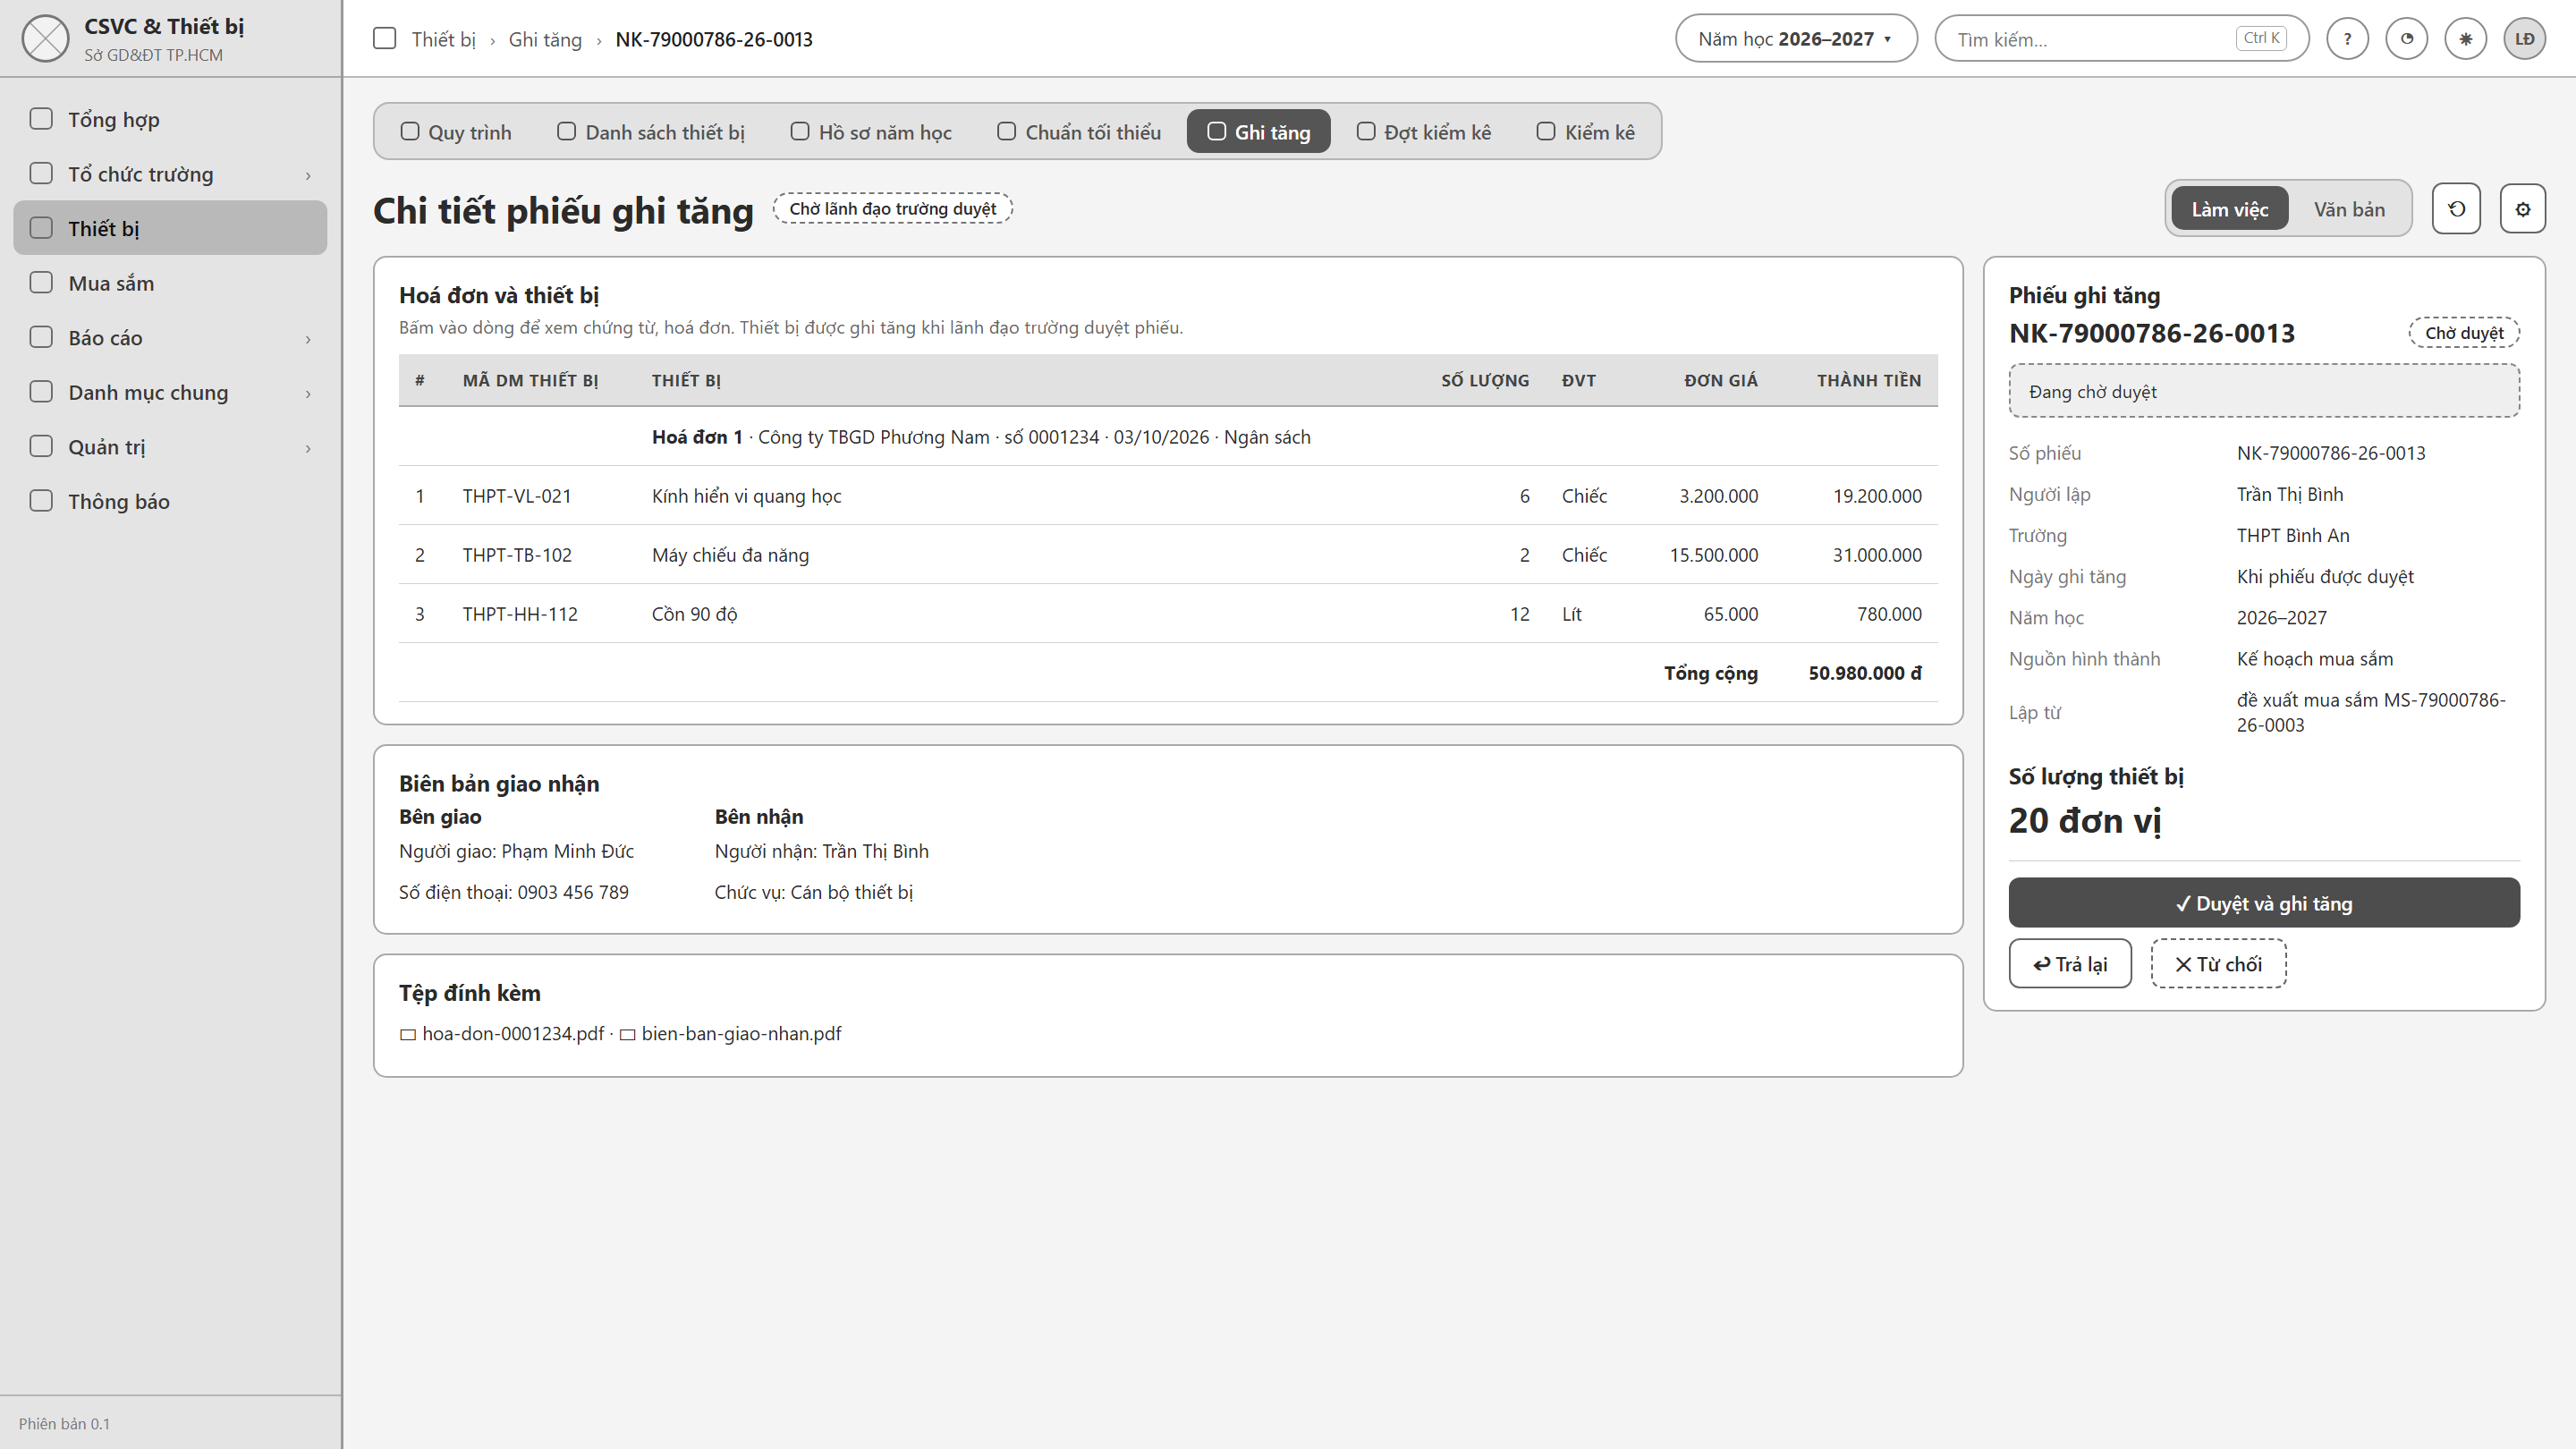 CSVC & Thiết bị
Sở GD&ĐT TP.HCM
Tổng hợp
Tổ chức trường ›
Thiết bị
Mua sắm
Báo cáo ›
Danh mục chung ›
Quản trị ›
Thông báo
Phiên bản 0.1
Thiết bị › Ghi tăng › NK-79000786-26-0013
Năm học 2026–2027 ▾
Tìm kiếm... Ctrl K
?
LĐ
Quy trình
Danh sách thiết bị
Hồ sơ năm học
Chuẩn tối thiểu
Ghi tăng
Đợt kiểm kê
Kiểm kê
Chi tiết phiếu ghi tăng
Chờ lãnh đạo trường duyệt
Làm việc
Văn bản
Hoá đơn và thiết bị
Bấm vào dòng để xem chứng từ, hoá đơn. Thiết bị được ghi tăng khi lãnh đạo trường duyệt phiếu.
# MÃ DM THIẾT BỊ THIẾT BỊ SỐ LƯỢNG ĐVT ĐƠN GIÁ THÀNH TIỀN
Hoá đơn 1 · Công ty TBGD Phương Nam · số 0001234 · 03/10/2026 · Ngân sách
1 THPT-VL-021 Kính hiển vi quang học 6 Chiếc 3.200.000 19.200.000
2 THPT-TB-102 Máy chiếu đa năng 2 Chiếc 15.500.000 31.000.000
3 THPT-HH-112 Cồn 90 độ 12 Lít 65.000 780.000
Tổng cộng 50.980.000 đ
Biên bản giao nhận
Bên giao
Người giao: Phạm Minh Đức
Số điện thoại: 0903 456 789
Bên nhận
Người nhận: Trần Thị Bình
Chức vụ: Cán bộ thiết bị
Tệp đính kèm
hoa-don-0001234.pdf · bien-ban-giao-nhan.pdf
Phiếu ghi tăng
NK-79000786-26-0013
Chờ duyệt
Đang chờ duyệt
Số phiếu NK-79000786-26-0013
Người lập Trần Thị Bình
Trường THPT Bình An
Ngày ghi tăng Khi phiếu được duyệt
Năm học 2026–2027
Nguồn hình thành Kế hoạch mua sắm
Lập từ đề xuất mua sắm MS-79000786-
26-0003
Số lượng thiết bị
20 đơn vị
✓ Duyệt và ghi tăng
↩ Trả lại
✕ Từ chối